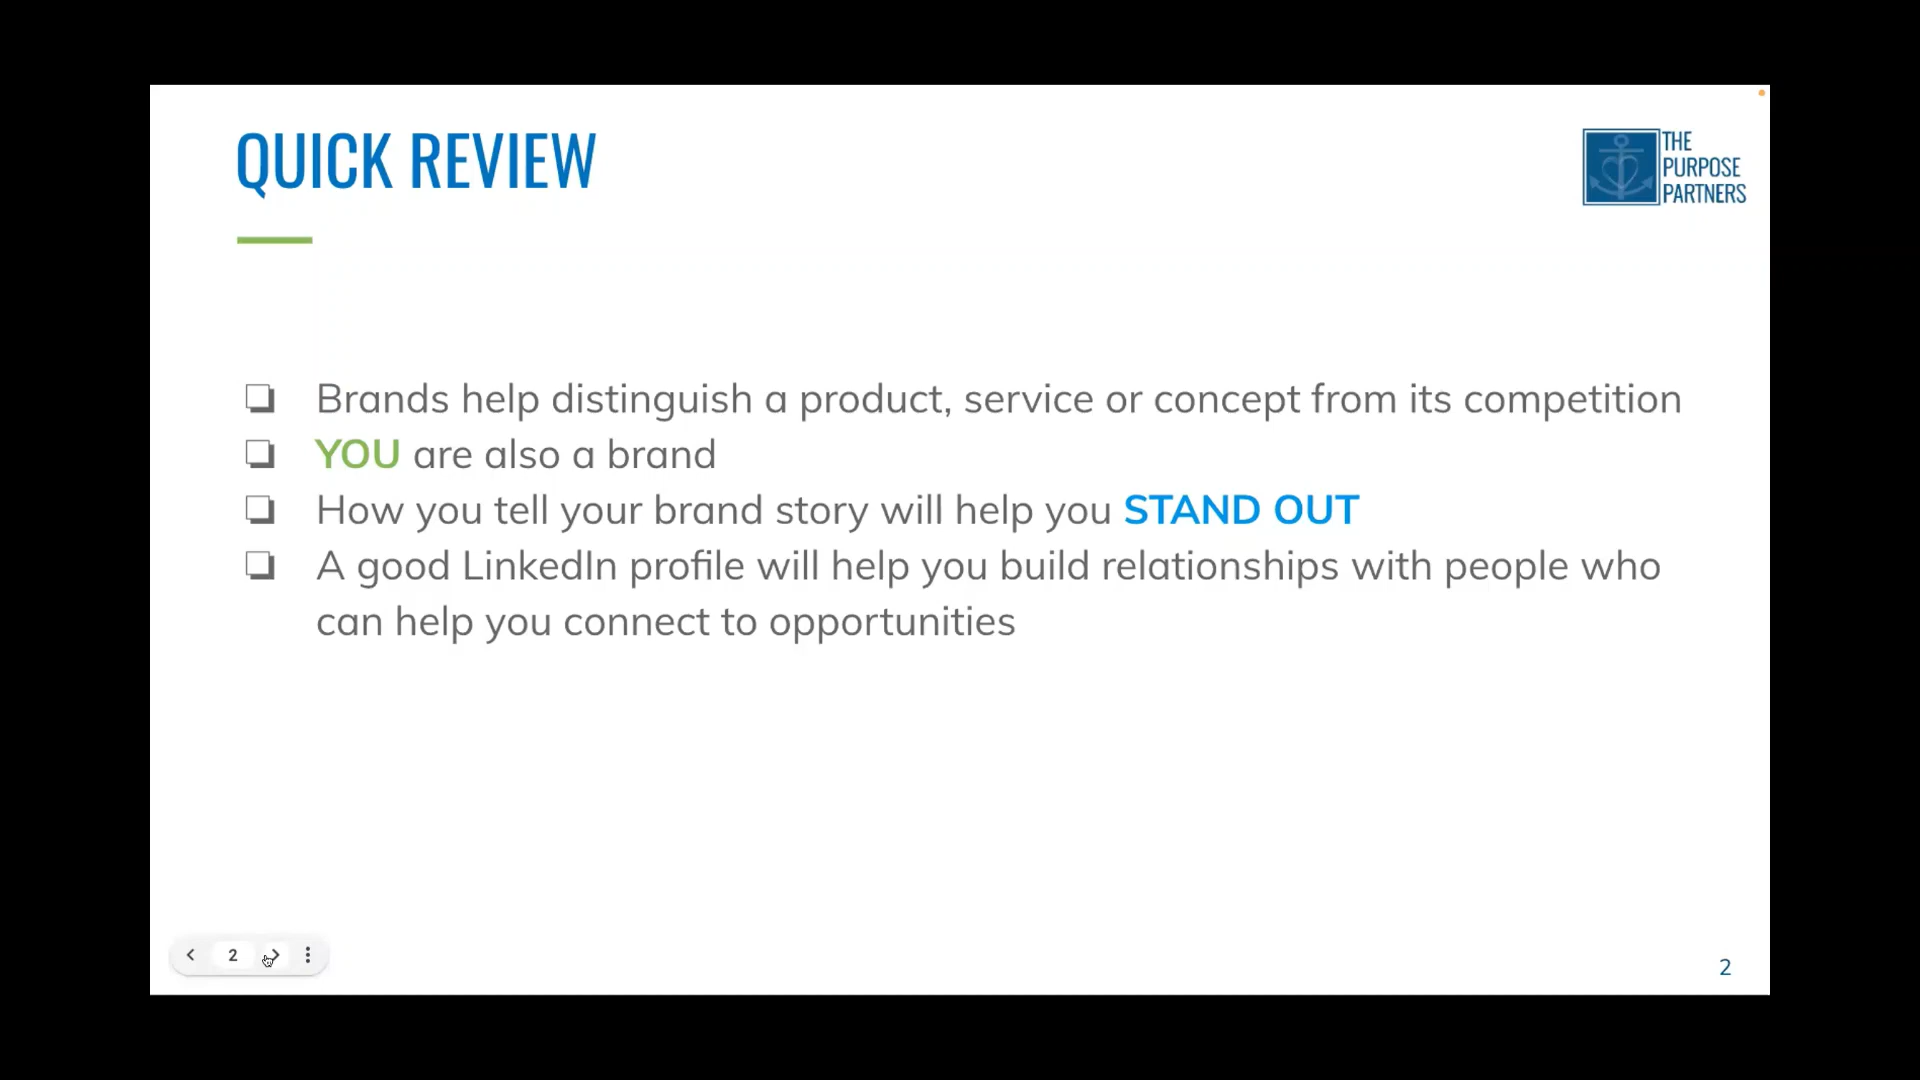 QUICK REVIEW
THE
PURPOSE
PARTNERS
Brands help distinguish a product, service or concept from its competition
YOU are also a brand
How you tell your brand story will help you STAND OUT
A good LinkedIn profile will help you build relationships with people who
can help you connect to opportunities
2
2